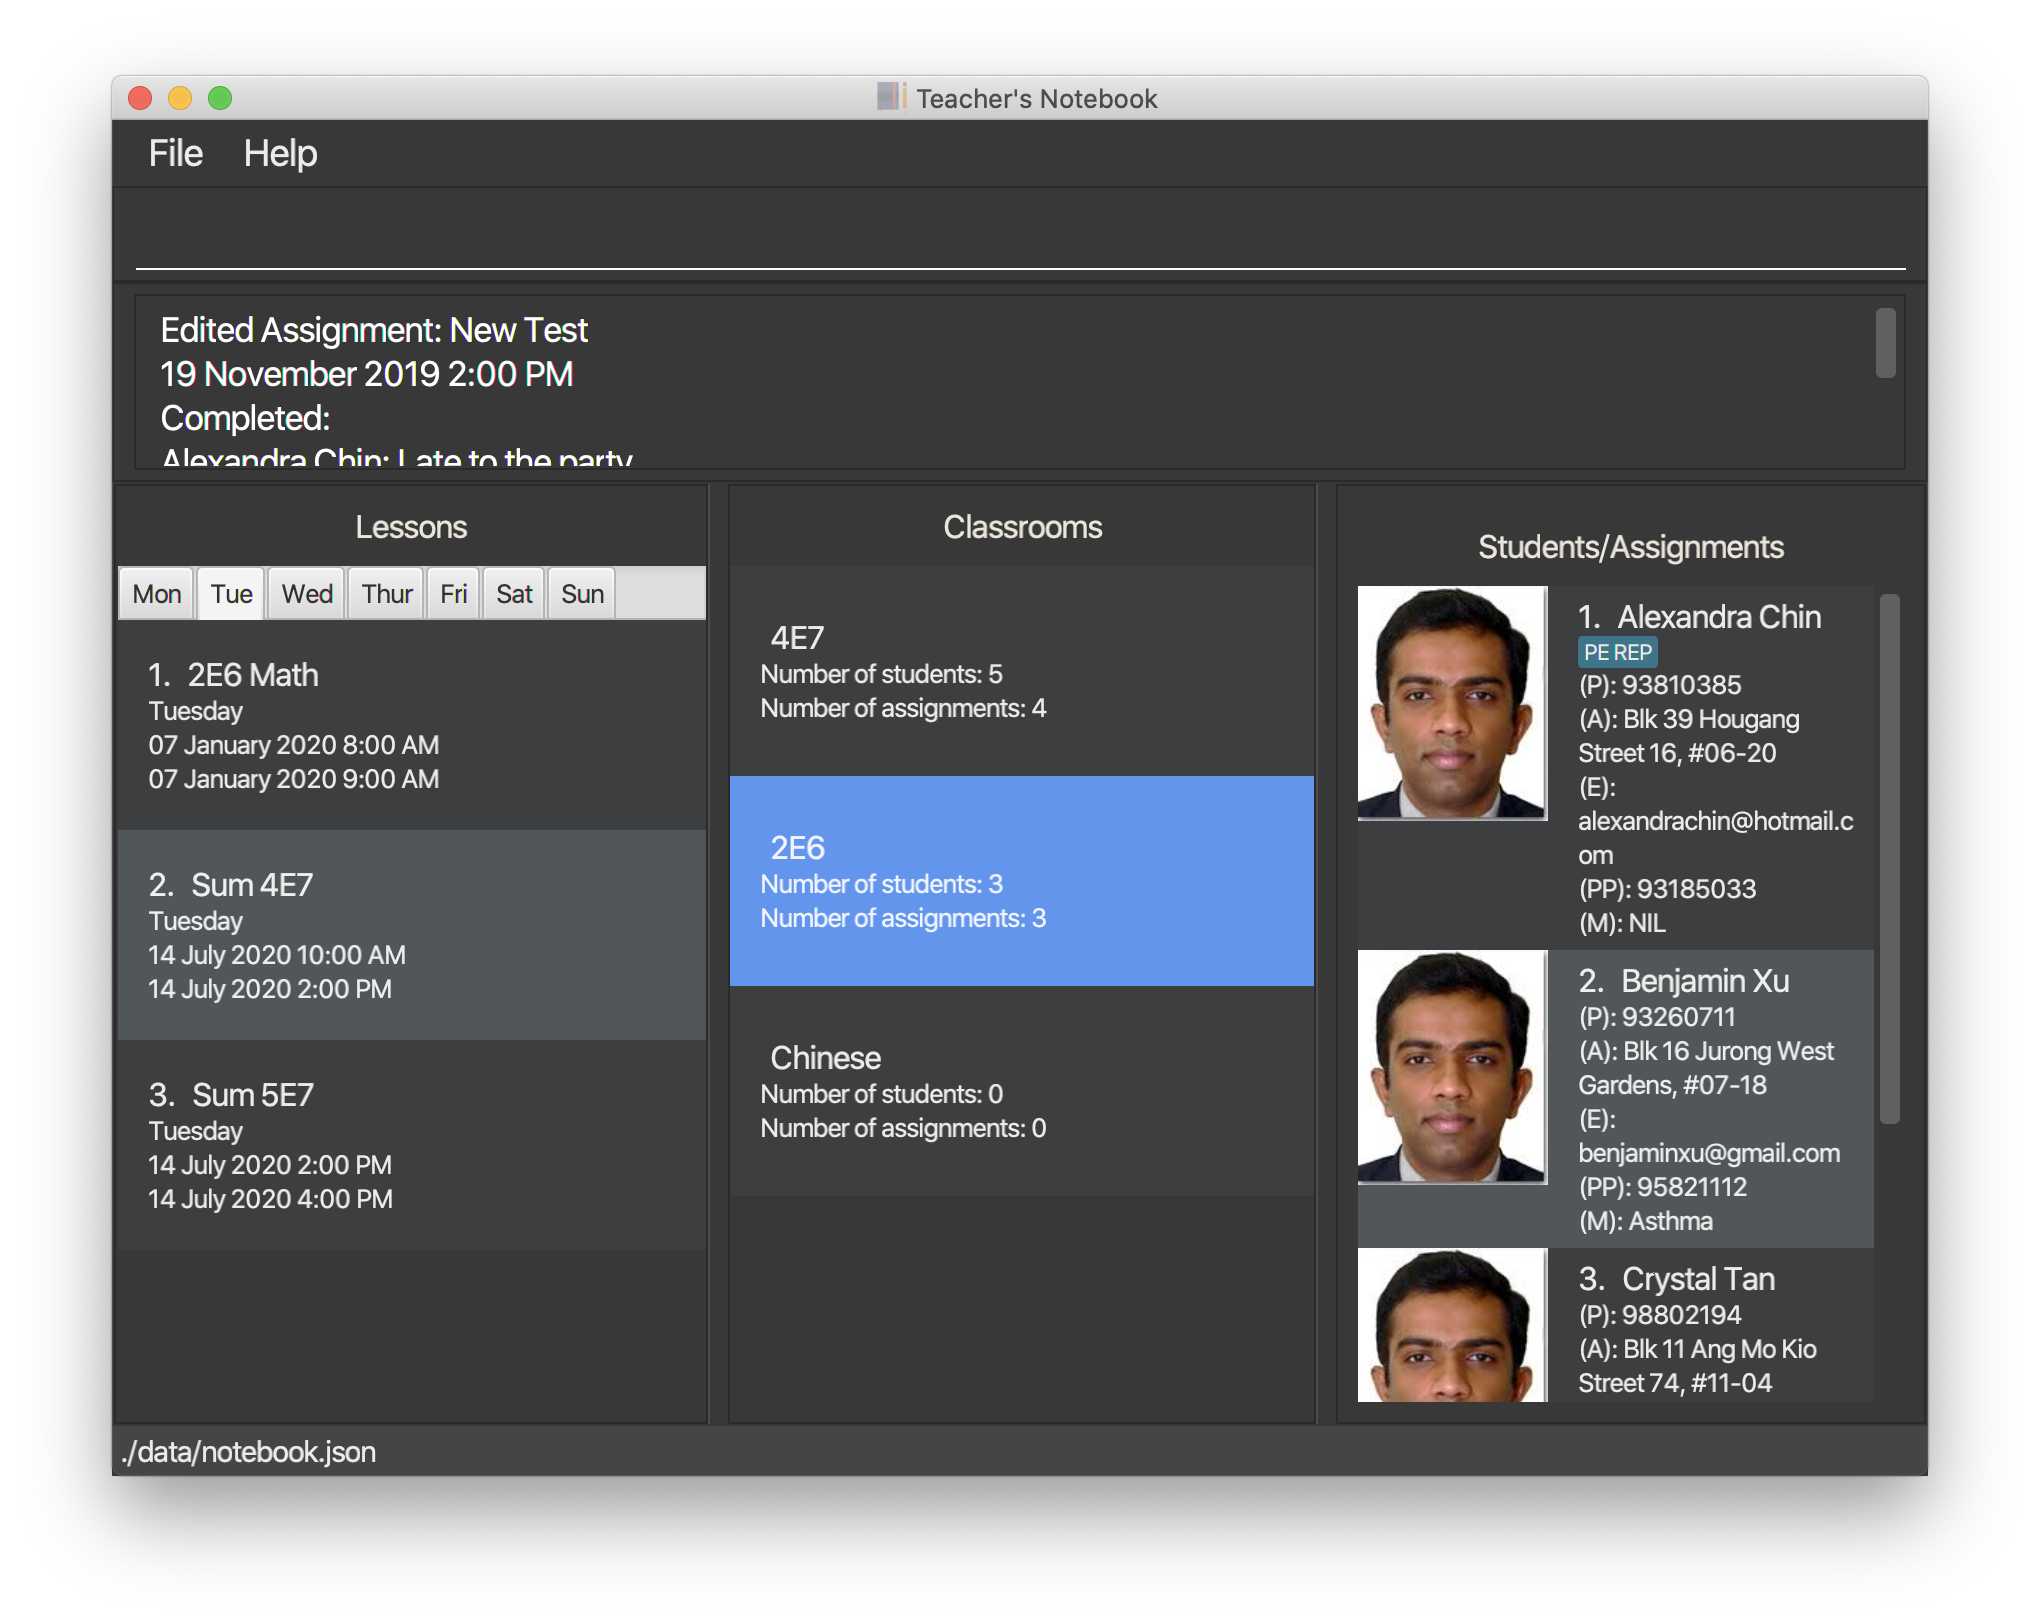 Teacher's Notebook
File Help
Edited Assignment: New Test
19 November 2019 2:00 PM
Completed:
Alexandra Chin: Late to the party
Lessons
Mon Tue Wed Thur Fri Sat Sun
1. 2E6 Math
Tuesday
07 January 2020 8:00 AM
07 January 2020 9:00 AM
2. Sum 4E7
Tuesday
14 July 2020 10:00 AM
14 July 2020 2:00 PM
3. Sum 5E7
Tuesday
14 July 2020 2:00 PM
14 July 2020 4:00 PM
Classrooms
4E7
Number of students: 5
Number of assignments: 4
2E6
Number of students: 3
Number of assignments: 3
Chinese
Number of students: 0
Number of assignments: 0
Students/Assignments
1. Alexandra Chin
PE REP
(P): 93810385
(A): Blk 39 Hougang
Street 16, #06-20
(E):
alexandrachin@hotmail.c
om
(PP): 93185033
(M): NIL
2. Benjamin Xu
(P): 93260711
(A): Blk 16 Jurong West
Gardens, #07-18
(E):
benjaminxu@gmail.com
(PP): 95821112
(M): Asthma
3. Crystal Tan
(P): 98802194
(A): Blk 11 Ang Mo Kio
Street 74, #11-04
./data/notebook.json